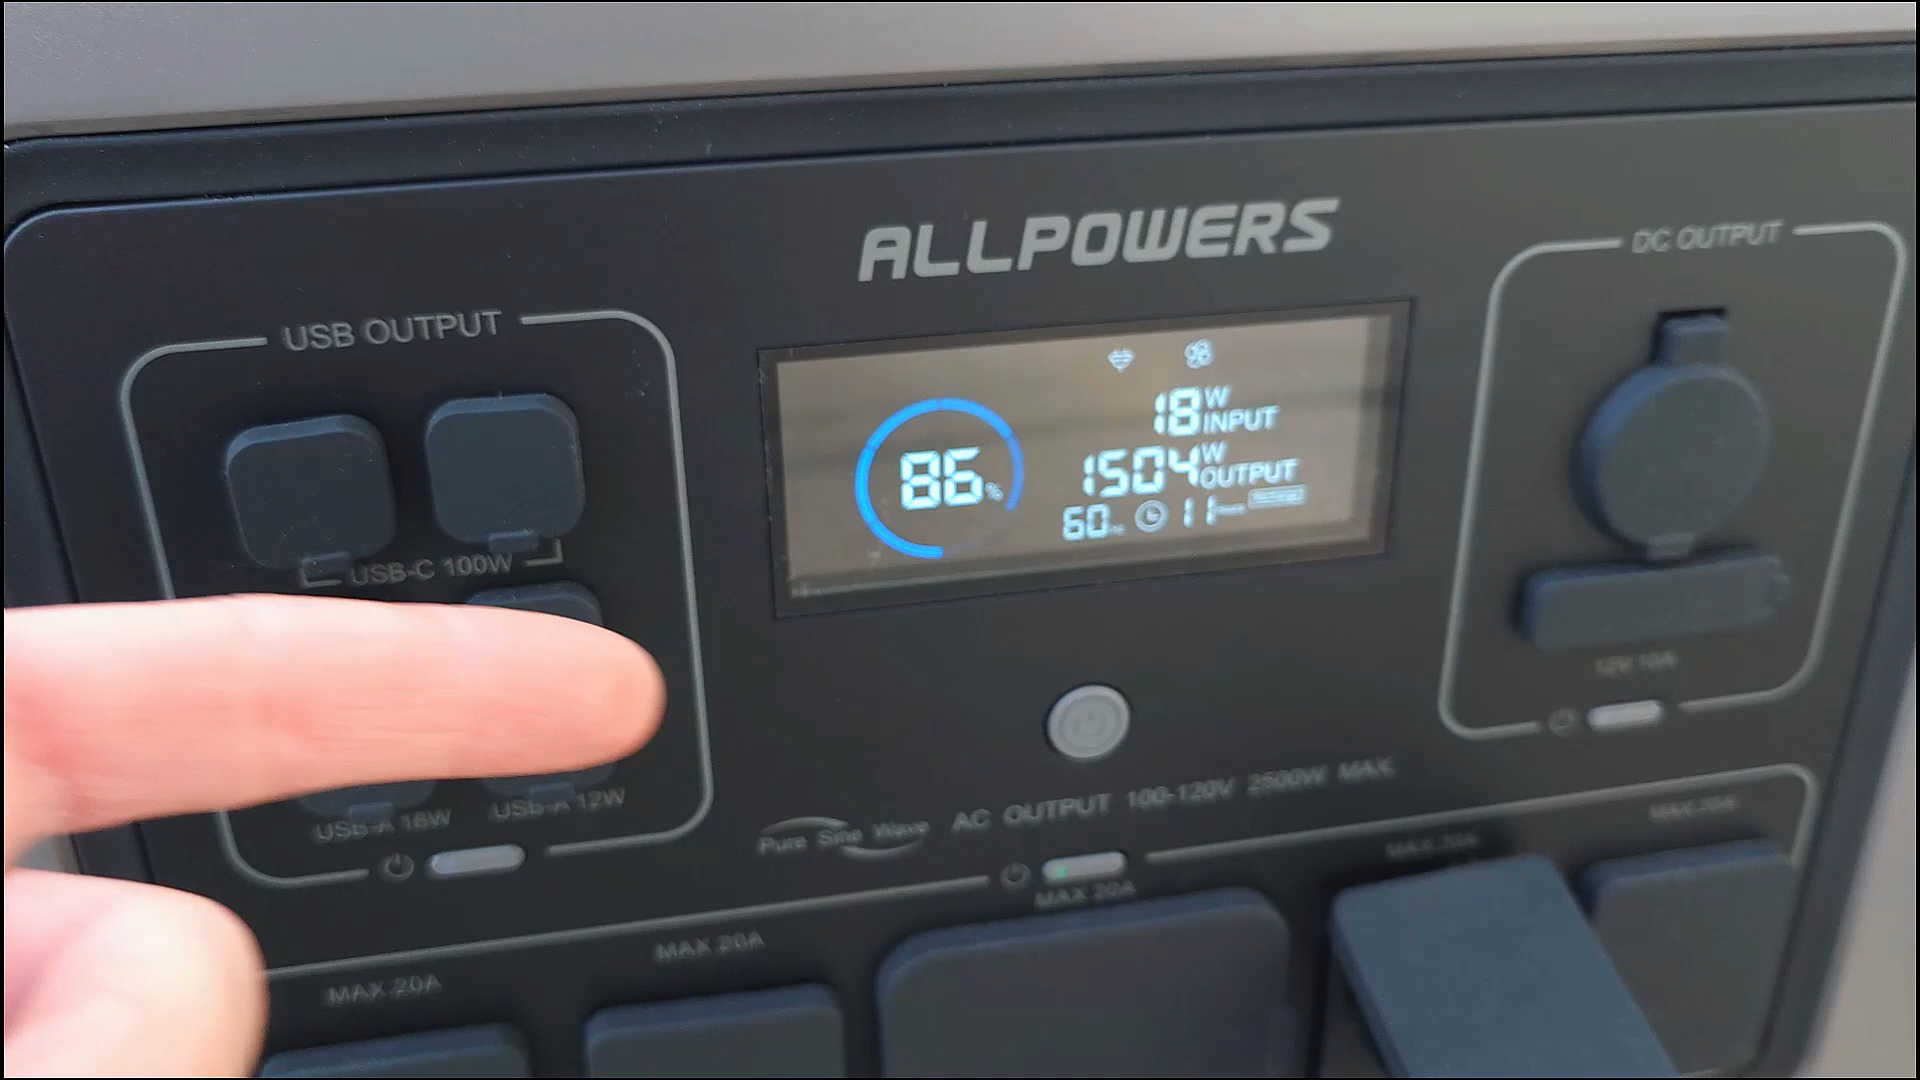 ALLPOWERS
DC OUTPUT
USB OUTPUT
18 W INPUT
86 %
1504 W OUTPUT
60 % 11
USB-C 100W
12V 10A
USB-A 18W
USB-A 12W
AC OUTPUT 100-120V 2500W MAX
Pure Sine Wave
MAX 20A
MAX 20A
MAX 20A
MAX 20A
MAX 20A